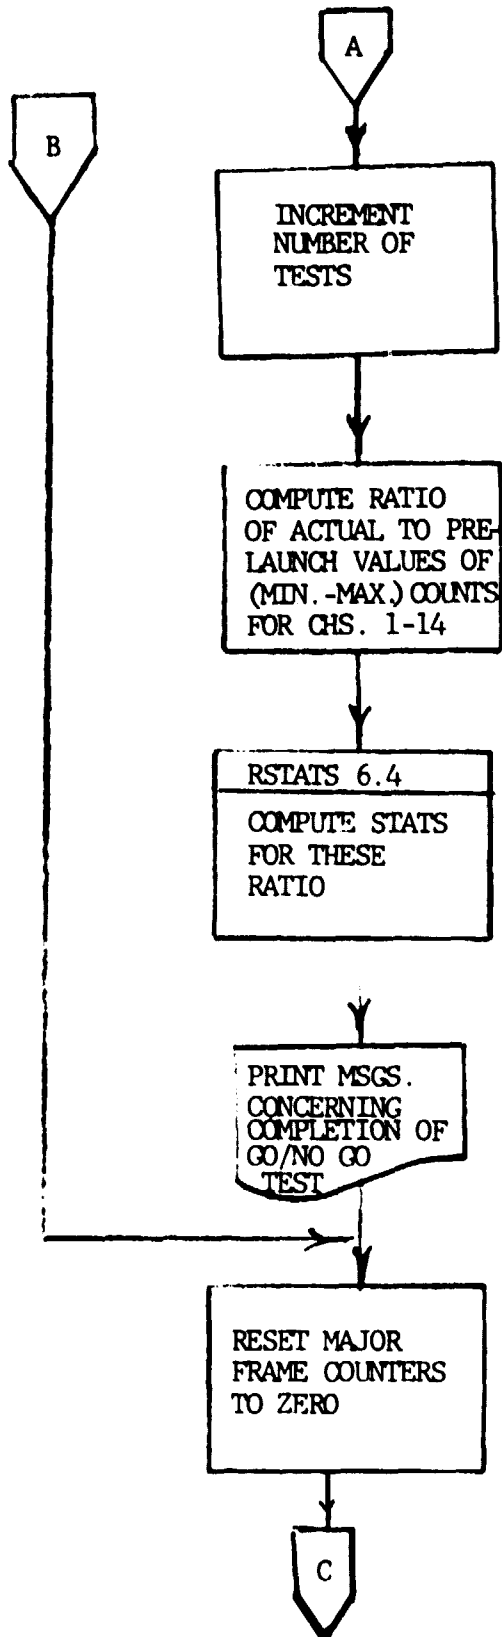 A
B
INCREMENT
NUMBER OF
TESTS
COMPUTE RATIO
OF ACTUAL TO PRE-
LAUNCH VALUES OF
(MIN.-MAX.) COUNTS
FOR CHS. 1-14
RSTATS 6.4
COMPUTE STATS
FOR THESE
RATIO
PRINT MSGS.
CONCERNING
COMPLETION OF
GO/NO GO
TEST
RESET MAJOR
FRAME COUNTERS
TO ZERO
C